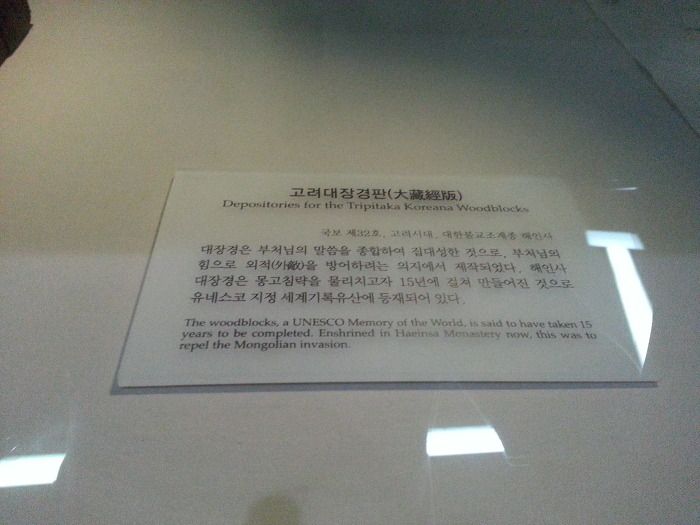 고려대장경판(大藏經版)
Depositories for the Tripitaka Koreana Woodblocks
국보 제32호, 고려시대, 대한불교조계종 해인사
대장경은 부처님의 말씀을 종합하여 집대성한 것으로, 부처님의
힘으로 외적(外敵)을 방어하려는 의지에서 제작되었다. 해인사
대장경은 몽고침략을 물리치고자 15년에 걸쳐 만들어진 것으로
유네스코 지정 세계기록유산에 등재되어 있다.
The woodblocks, a UNESCO Memory of the World, is said to have taken 15
years to be completed. Enshrined in Haeinsa Monastery now, this was to
repel the Mongolian invasion.